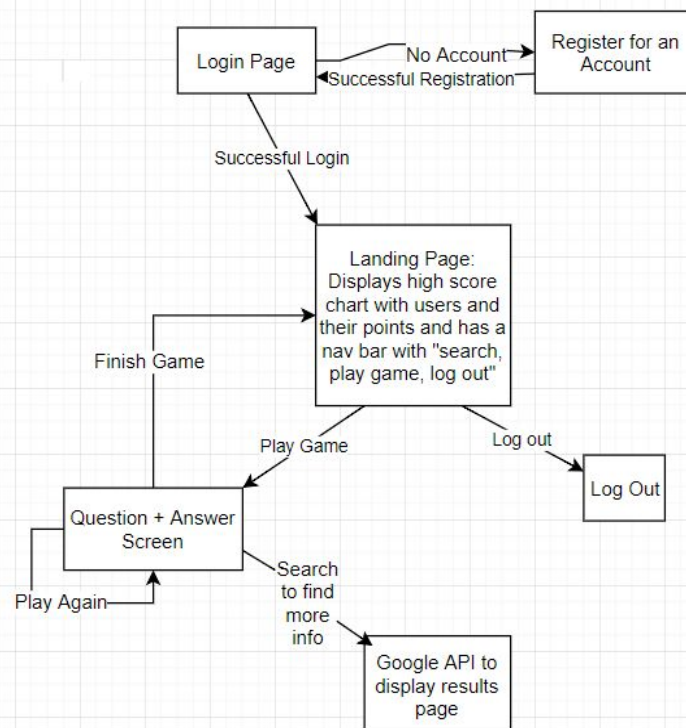 Login Page
No Account
Successful Registration
Register for an
Account
Successful Login
Landing Page:
Displays high score
chart with users and
their points and has a
nav bar with "search,
play game, log out"
Finish Game
Play Game
Log out
Log Out
Question + Answer
Screen
Play Again
Search
to find
more
info
Google API to
display results
page